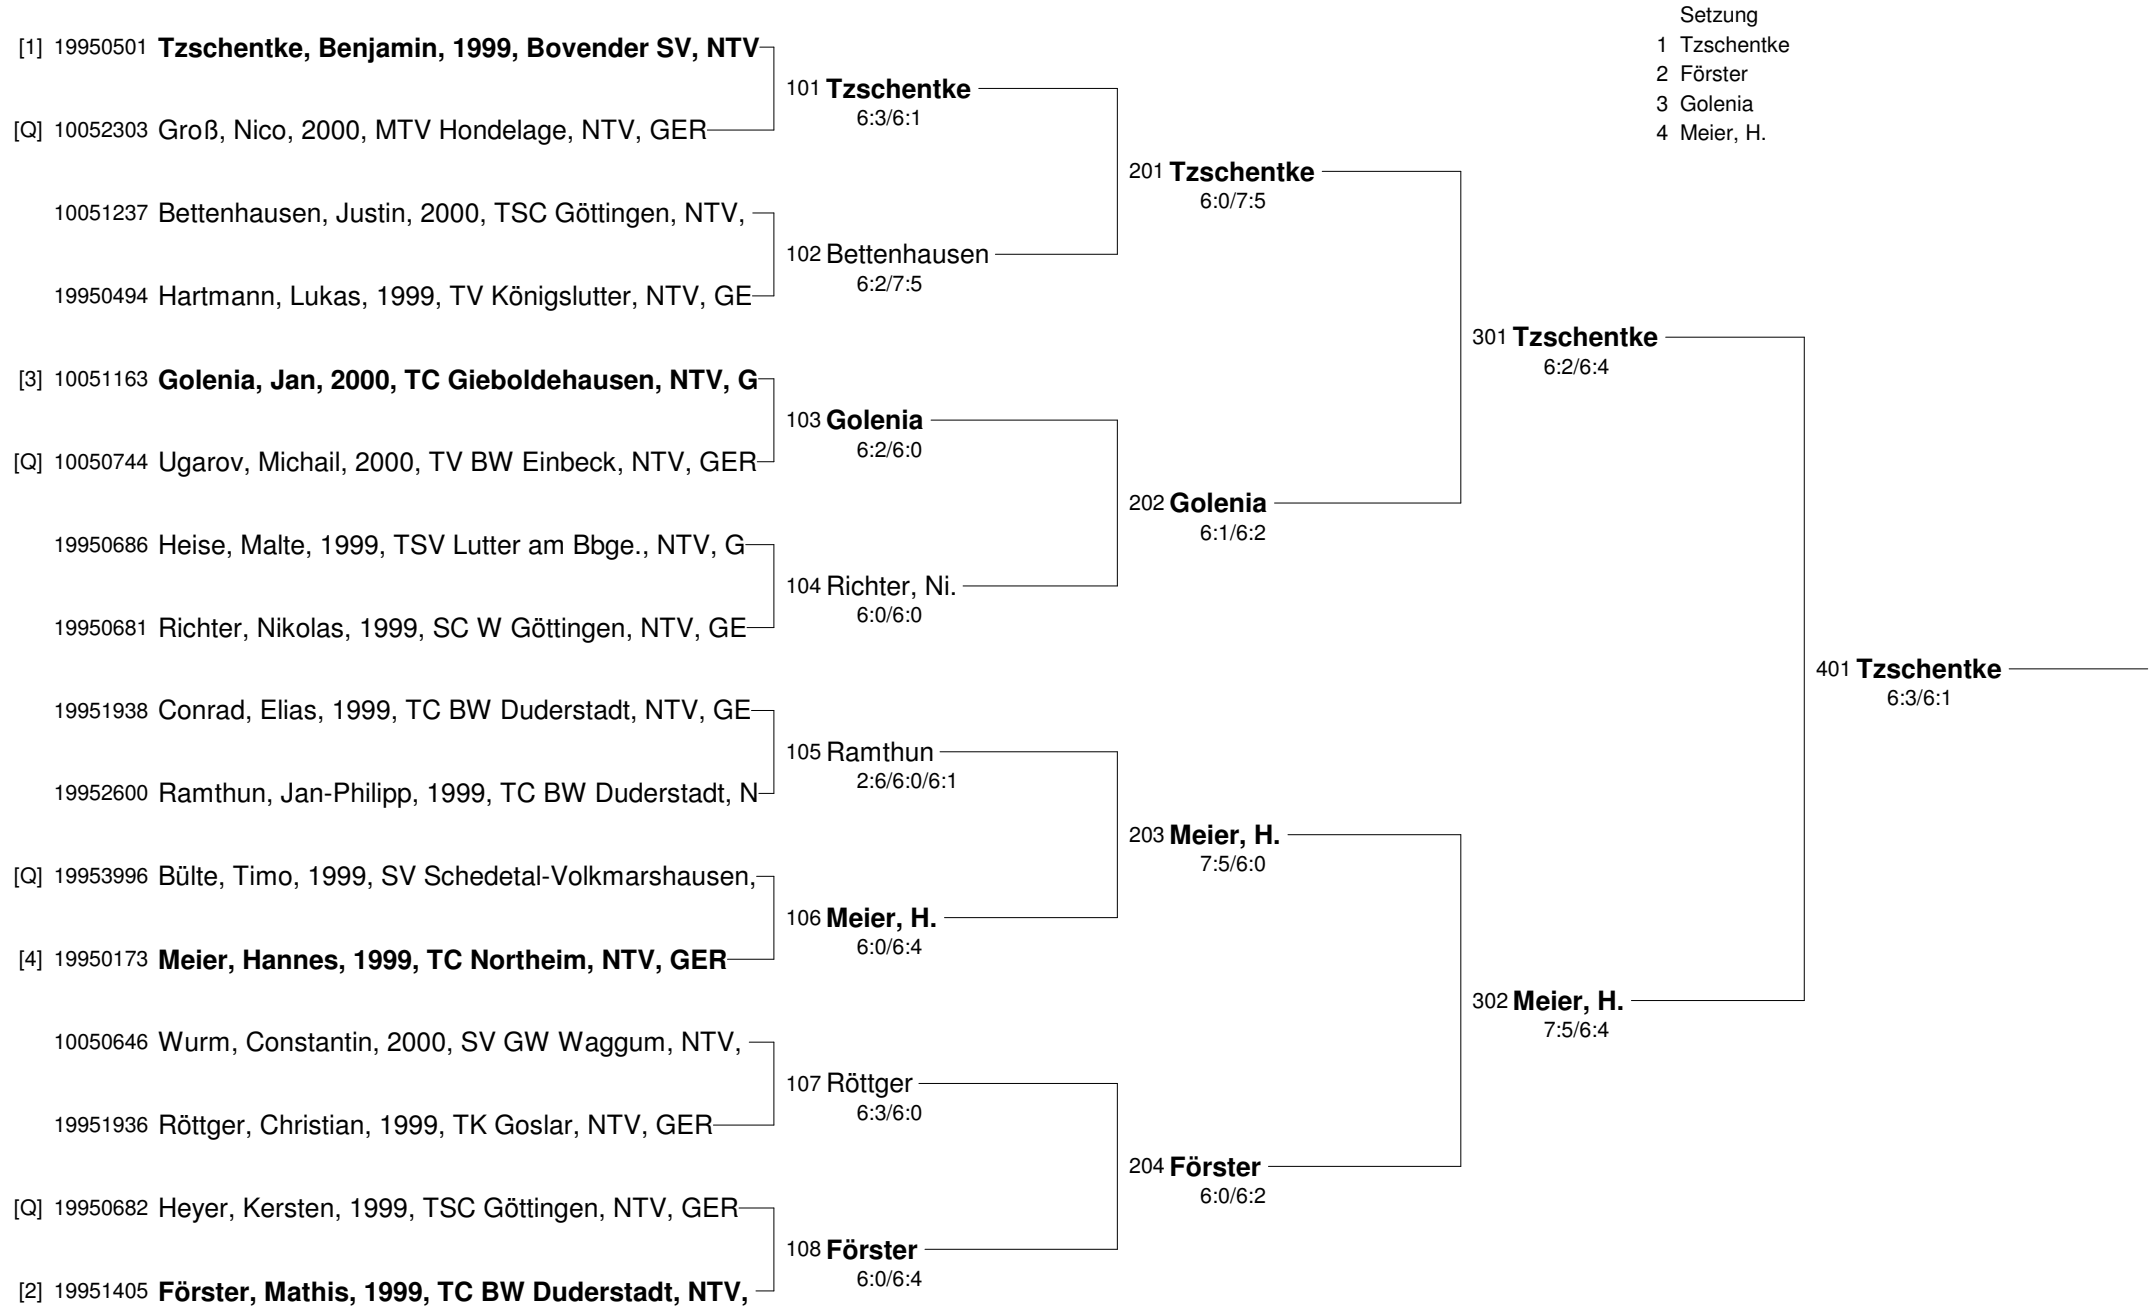 Setzung
1 Tzschentke
2 Förster
3 Golenia
4 Meier, H.
[1] 19950501 Tzschentke, Benjamin, 1999, Bovender SV, NTV
101 Tzschentke
6:3/6:1
[Q] 10052303 Groß, Nico, 2000, MTV Hondelage, NTV, GER
201 Tzschentke
6:0/7:5
10051237 Bettenhausen, Justin, 2000, TSC Göttingen, NTV,
102 Bettenhausen
6:2/7:5
19950494 Hartmann, Lukas, 1999, TV Königslutter, NTV, GE
301 Tzschentke
6:2/6:4
[3] 10051163 Golenia, Jan, 2000, TC Gieboldehausen, NTV, G
103 Golenia
6:2/6:0
[Q] 10050744 Ugarov, Michail, 2000, TV BW Einbeck, NTV, GER
202 Golenia
6:1/6:2
19950686 Heise, Malte, 1999, TSV Lutter am Bbge., NTV, G
104 Richter, Ni.
6:0/6:0
19950681 Richter, Nikolas, 1999, SC W Göttingen, NTV, GE
401 Tzschentke
6:3/6:1
19951938 Conrad, Elias, 1999, TC BW Duderstadt, NTV, GE
105 Ramthun
2:6/6:0/6:1
19952600 Ramthun, Jan-Philipp, 1999, TC BW Duderstadt, N
203 Meier, H.
7:5/6:0
[Q] 19953996 Bülte, Timo, 1999, SV Schedetal-Volkmarshausen,
106 Meier, H.
6:0/6:4
[4] 19950173 Meier, Hannes, 1999, TC Northeim, NTV, GER
302 Meier, H.
7:5/6:4
10050646 Wurm, Constantin, 2000, SV GW Waggum, NTV,
107 Röttger
6:3/6:0
19951936 Röttger, Christian, 1999, TK Goslar, NTV, GER
204 Förster
6:0/6:2
[Q] 19950682 Heyer, Kersten, 1999, TSC Göttingen, NTV, GER
108 Förster
6:0/6:4
[2] 19951405 Förster, Mathis, 1999, TC BW Duderstadt, NTV,